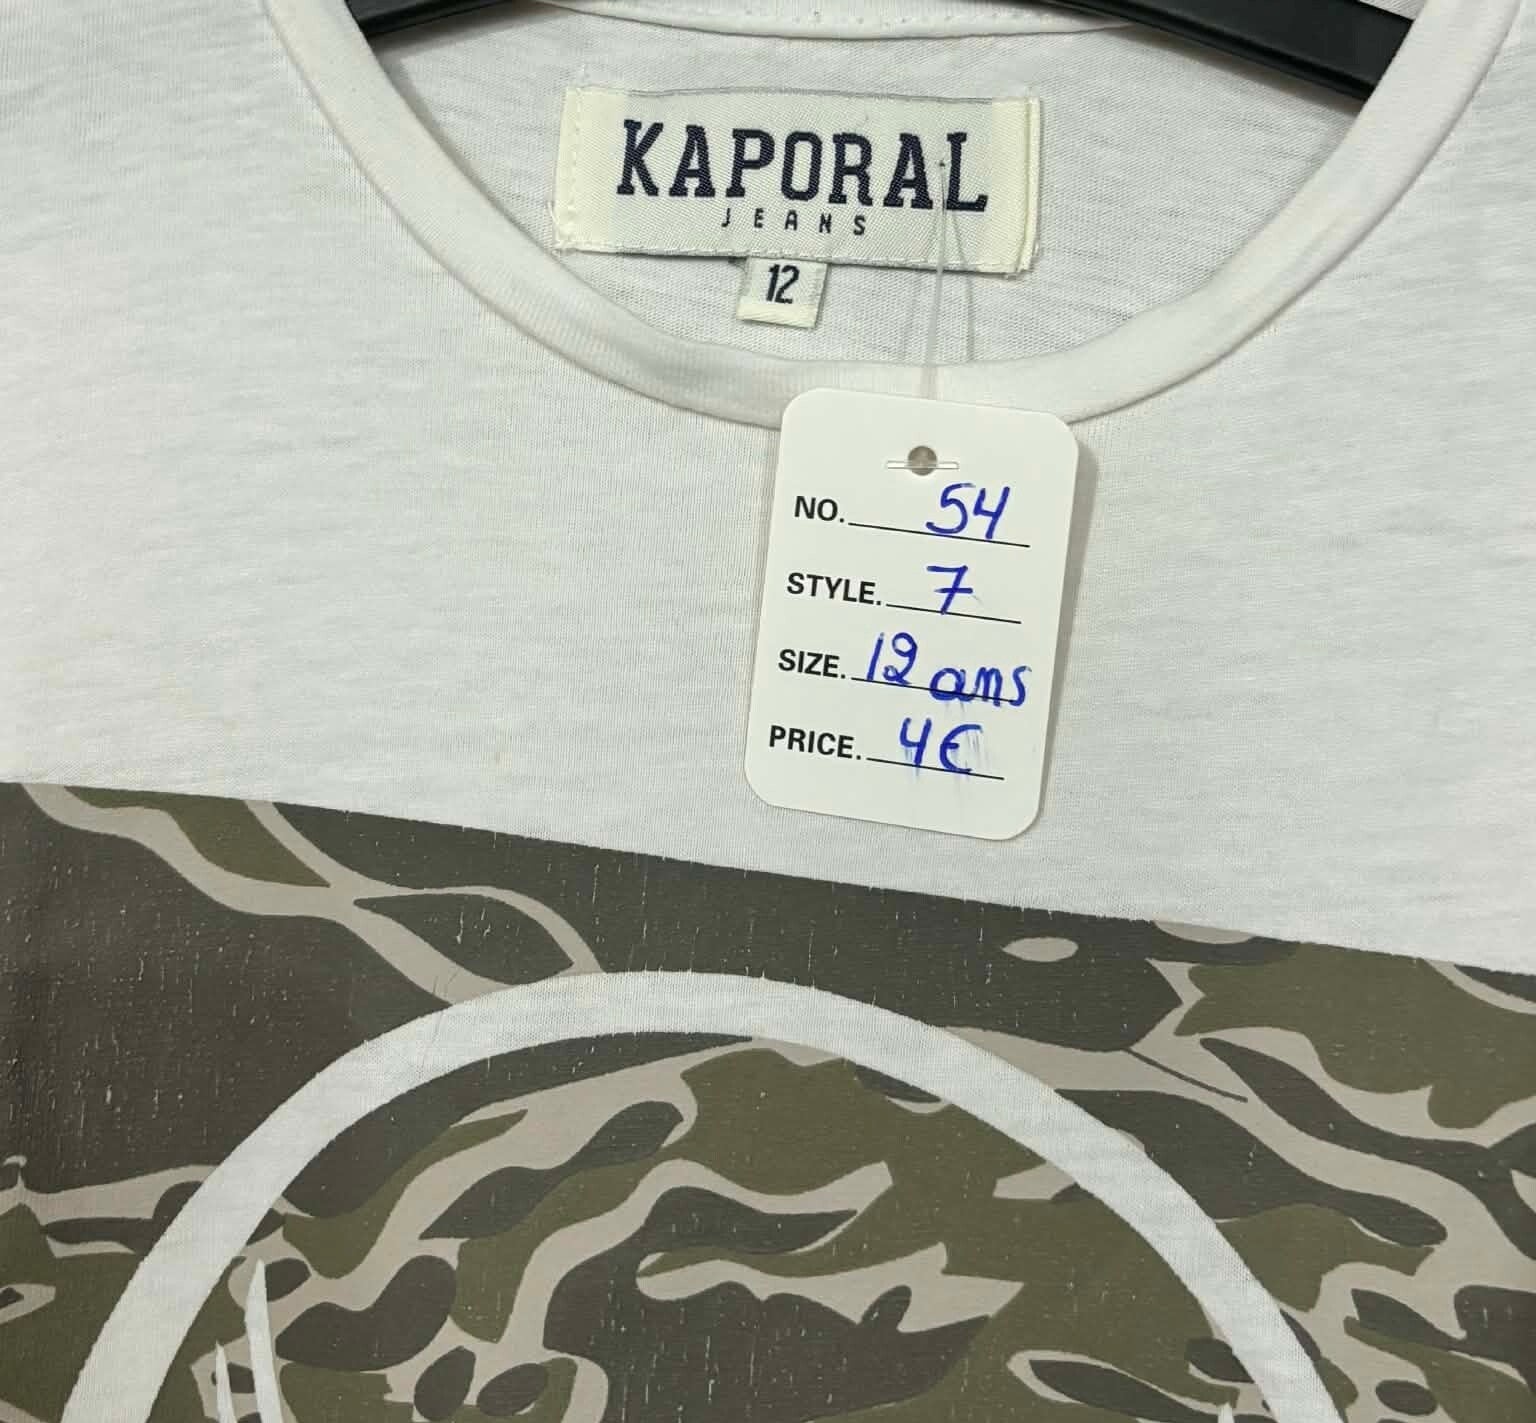 KAPORAL
JEANS
12
NO. 54
STYLE. 7
SIZE. 12 ans
PRICE. 4€